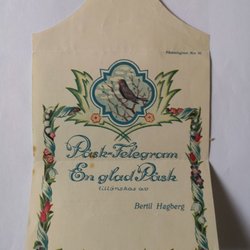 Påsk-Telegram
En glad Påsk
tillönskas av
Bertil Hagberg